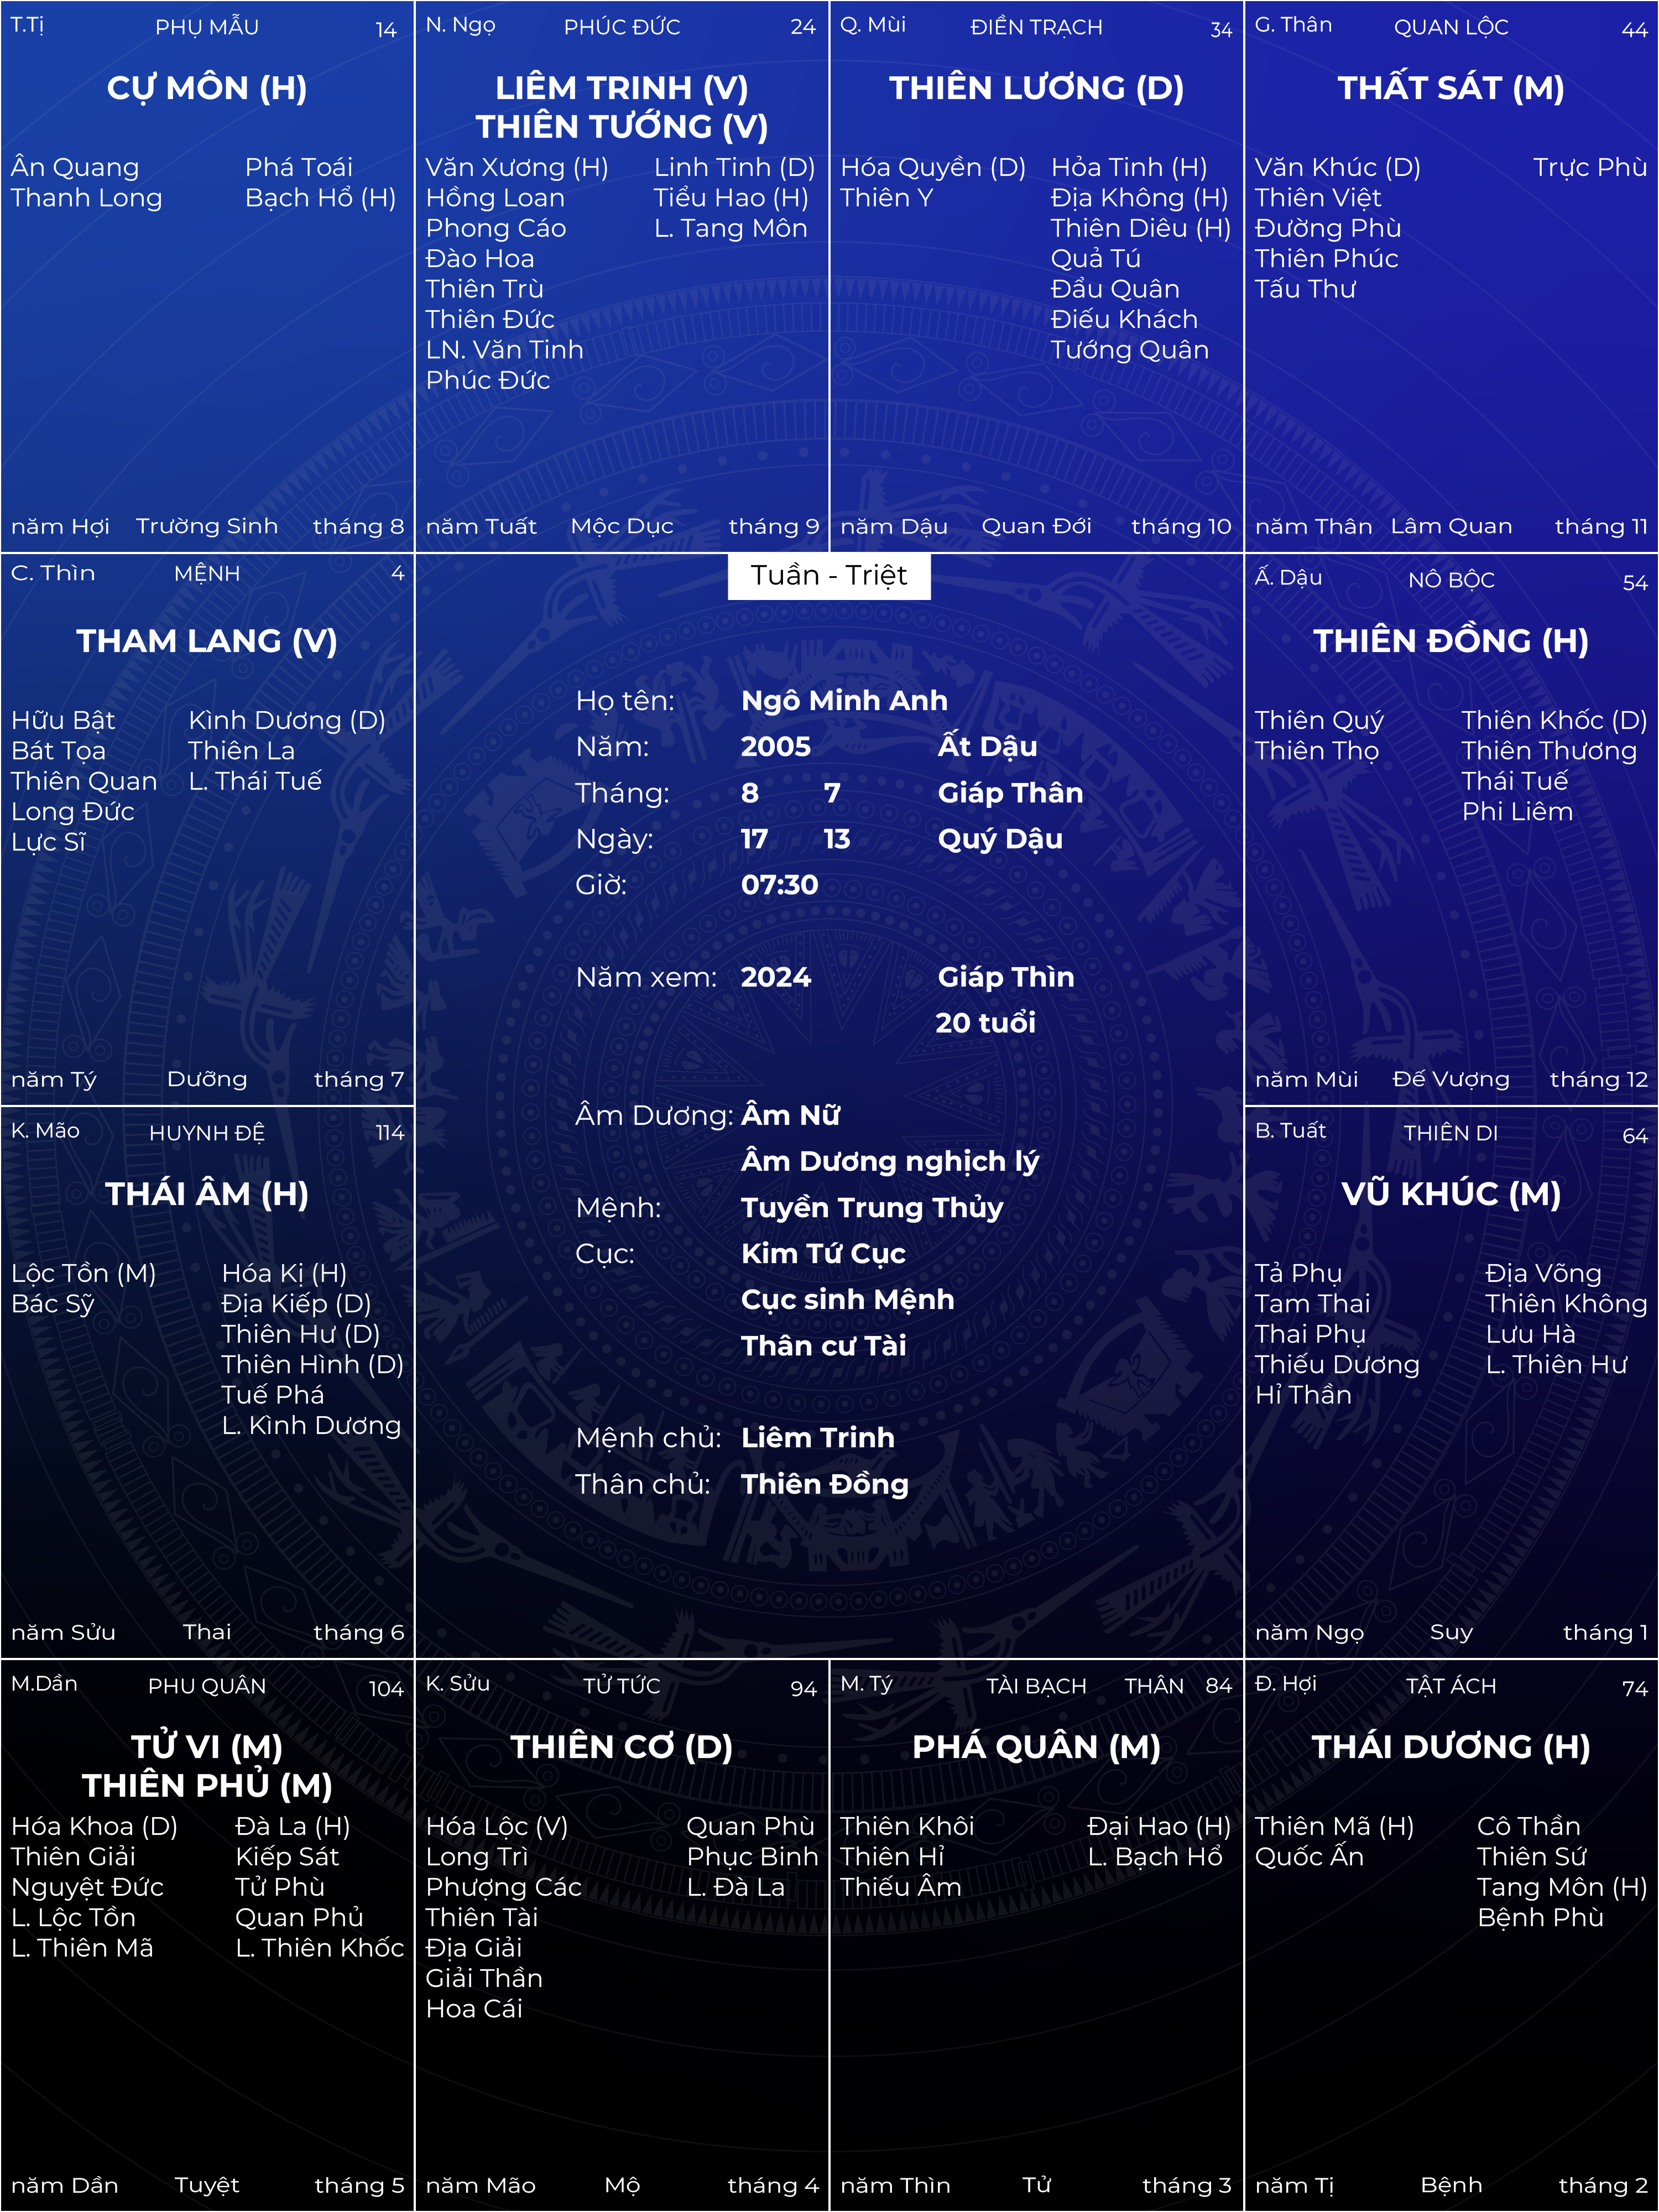 T.Tị PHỤ MẪU 14
CỰ MÔN (H)
Ân Quang Phá Toái
Thanh Long Bạch Hổ (H)
năm Hợi Trường Sinh tháng 8
N. Ngọ PHÚC ĐỨC 24
LIÊM TRINH (V)
THIÊN TƯỚNG (V)
Văn Xương (H) Linh Tinh (D)
Hồng Loan Tiểu Hao (H)
Phong Cáo L. Tang Môn
Đào Hoa
Thiên Trù
Thiên Đức
LN. Văn Tinh
Phúc Đức
năm Tuất Mộc Dục tháng 9
Q. Mùi ĐIỀN TRẠCH 34
THIÊN LƯƠNG (D)
Hóa Quyền (D) Hỏa Tinh (H)
Thiên Y Địa Không (H)
Thiên Diêu (H)
Quả Tú
Đẩu Quân
Điếu Khách
Tướng Quân
năm Dậu Quan Đới tháng 10
G. Thân QUAN LỘC 44
THẤT SÁT (M)
Văn Khúc (D) Trực Phù
Thiên Việt
Đường Phù
Thiên Phúc
Tấu Thư
năm Thân Lâm Quan tháng 11
C. Thìn MỆNH 4
THAM LANG (V)
Hữu Bật Kình Dương (D)
Bát Tọa Thiên La
Thiên Quan L. Thái Tuế
Long Đức
Lực Sĩ
năm Tý Dưỡng tháng 7
Tuần - Triệt
Họ tên: Ngô Minh Anh
Năm: 2005 Ất Dậu
Tháng: 8 7 Giáp Thân
Ngày: 17 13 Quý Dậu
Giờ: 07:30
Năm xem: 2024 Giáp Thìn
20 tuổi
Âm Dương: Âm Nữ
Âm Dương nghịch lý
Mệnh: Tuyền Trung Thủy
Cục: Kim Tứ Cục
Cục sinh Mệnh
Thân cư Tài
Mệnh chủ: Liêm Trinh
Thân chủ: Thiên Đồng
Ấ. Dậu NÔ BỘC 54
THIÊN ĐỒNG (H)
Thiên Quý Thiên Khốc (D)
Thiên Thọ Thiên Thương
Thái Tuế
Phi Liêm
năm Mùi Đế Vượng tháng 12
K. Mão HUYNH ĐỆ 114
THÁI ÂM (H)
Lộc Tồn (M) Hóa Kị (H)
Bác Sỹ Địa Kiếp (D)
Thiên Hư (D)
Thiên Hình (D)
Tuế Phá
L. Kình Dương
năm Sửu Thai tháng 6
B. Tuất THIÊN DI 64
VŨ KHÚC (M)
Tả Phụ Địa Võng
Tam Thai Thiên Không
Thai Phụ Lưu Hà
Thiếu Dương L. Thiên Hư
Hỉ Thần
năm Ngọ Suy tháng 1
M.Dần PHU QUÂN 104
TỬ VI (M)
THIÊN PHỦ (M)
Hóa Khoa (D) Đà La (H)
Thiên Giải Kiếp Sát
Nguyệt Đức Tử Phù
L. Lộc Tồn Quan Phủ
L. Thiên Mã L. Thiên Khốc
năm Dần Tuyệt tháng 5
K. Sửu TỬ TỨC 94
THIÊN CƠ (D)
Hóa Lộc (V) Quan Phù
Long Trì Phục Binh
Phượng Các L. Đà La
Thiên Tài
Địa Giải
Giải Thần
Hoa Cái
năm Mão Mộ tháng 4
M. Tý TÀI BẠCH THÂN 84
PHÁ QUÂN (M)
Thiên Khôi Đại Hao (H)
Thiên Hỉ L. Bạch Hổ
Thiếu Âm
năm Thìn Tử tháng 3
Đ. Hợi TẬT ÁCH 74
THÁI DƯƠNG (H)
Thiên Mã (H) Cô Thần
Quốc Ấn Thiên Sứ
Tang Môn (H)
Bệnh Phù
năm Tị Bệnh tháng 2